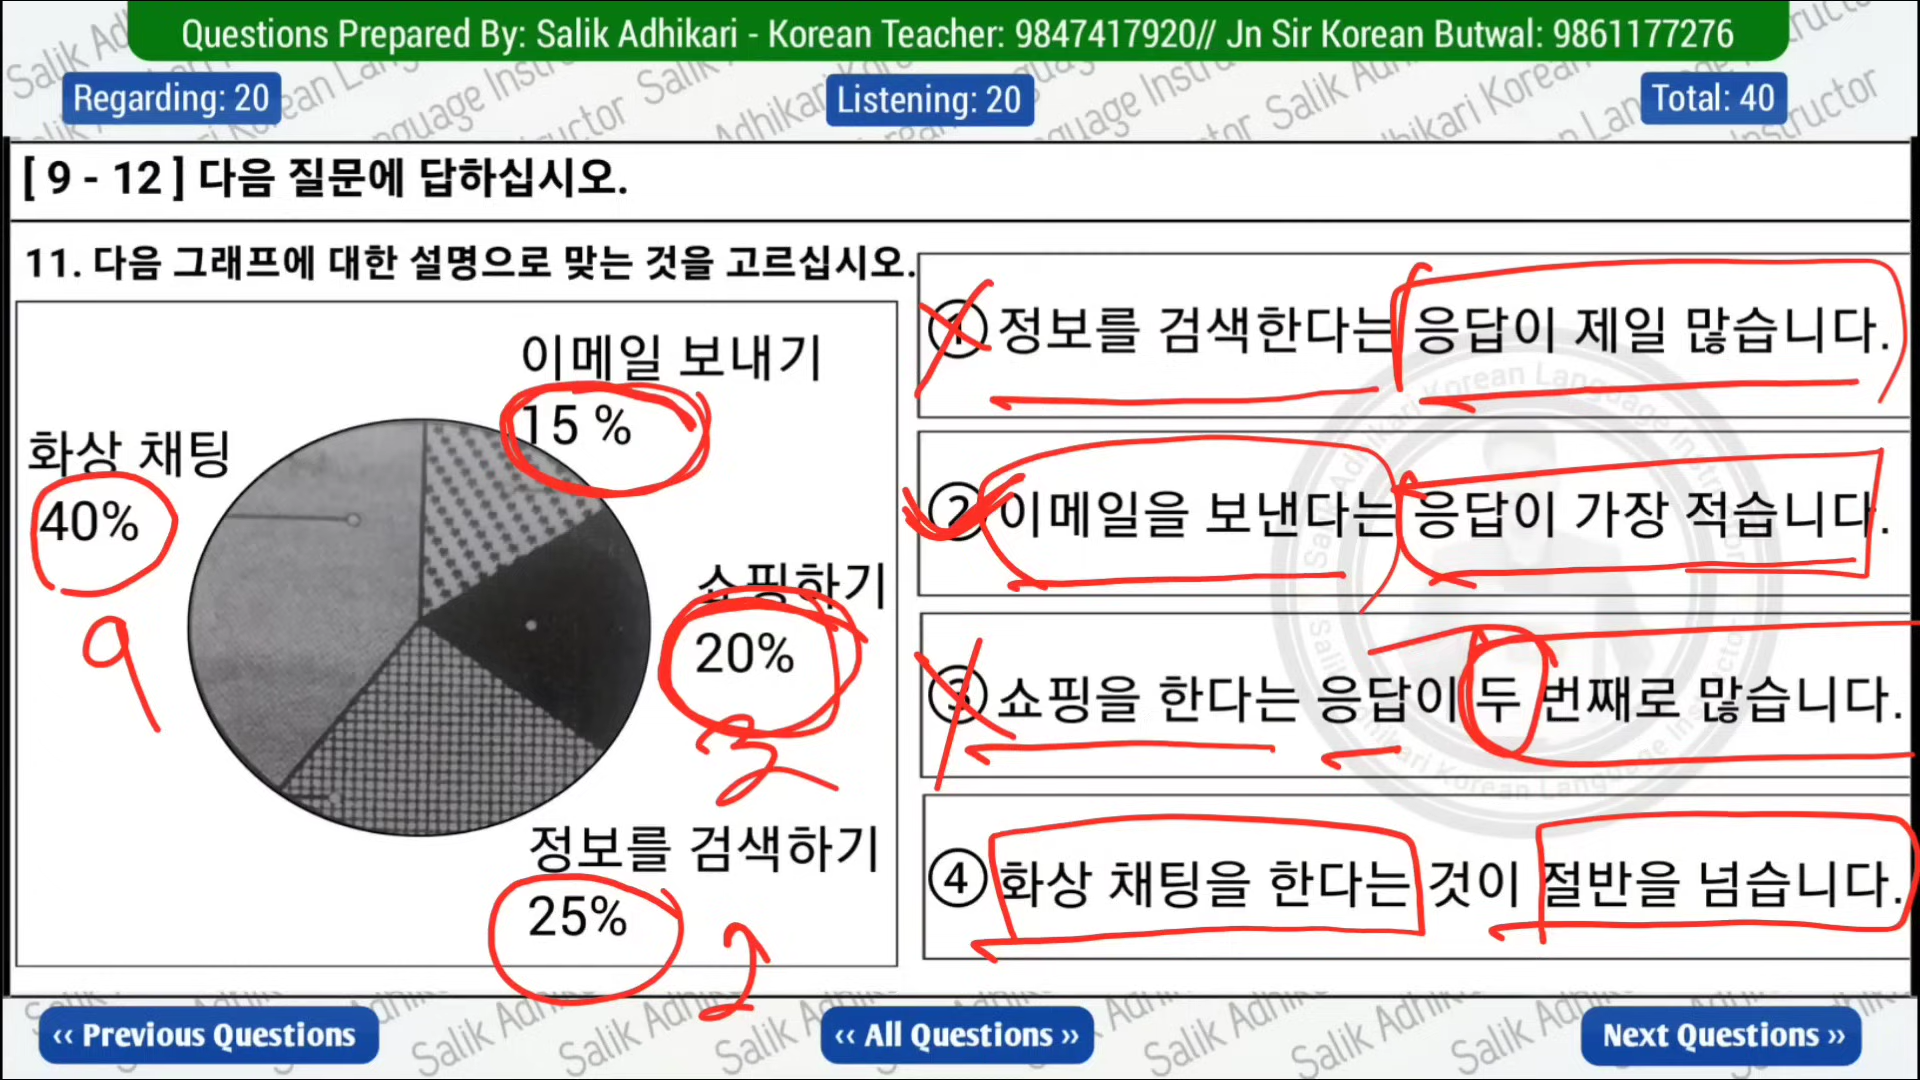 Questions Prepared By: Salik Adhikari - Korean Teacher: 9847417920// Jn Sir Korean Butwal: 9861177276
Regarding: 20
Listening: 20
Total: 40
[ 9 - 12 ] 다음 질문에 답하십시오.
11. 다음 그래프에 대한 설명으로 맞는 것을 고르십시오.
이메일 보내기
15 %
화상 채팅
40%
쇼핑하기
20%
정보를 검색하기
25%
① 정보를 검색한다는 응답이 제일 많습니다.
② 이메일을 보낸다는 응답이 가장 적습니다.
③ 쇼핑을 한다는 응답이 두 번째로 많습니다.
④ 화상 채팅을 한다는 것이 절반을 넘습니다.
‹‹ Previous Questions
‹‹ All Questions ››
Next Questions ››